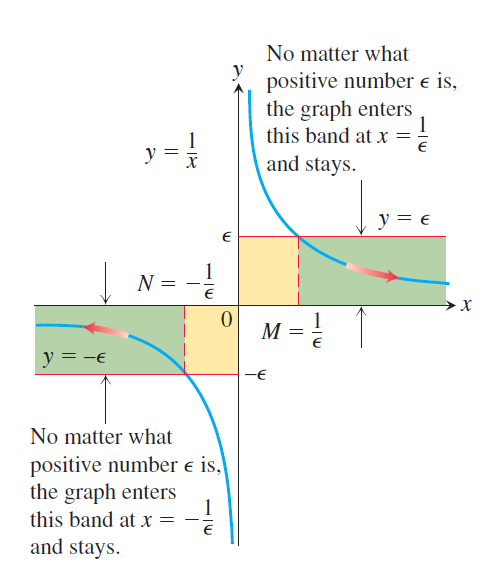 No matter what
positive number ϵ is,
the graph enters
this band at x = 1/ϵ
and stays.
y
y = 1/x
y = ϵ
ϵ
N = −1/ϵ
x
0
M = 1/ϵ
y = −ϵ
−ϵ
No matter what
positive number ϵ is,
the graph enters
this band at x = −1/ϵ
and stays.